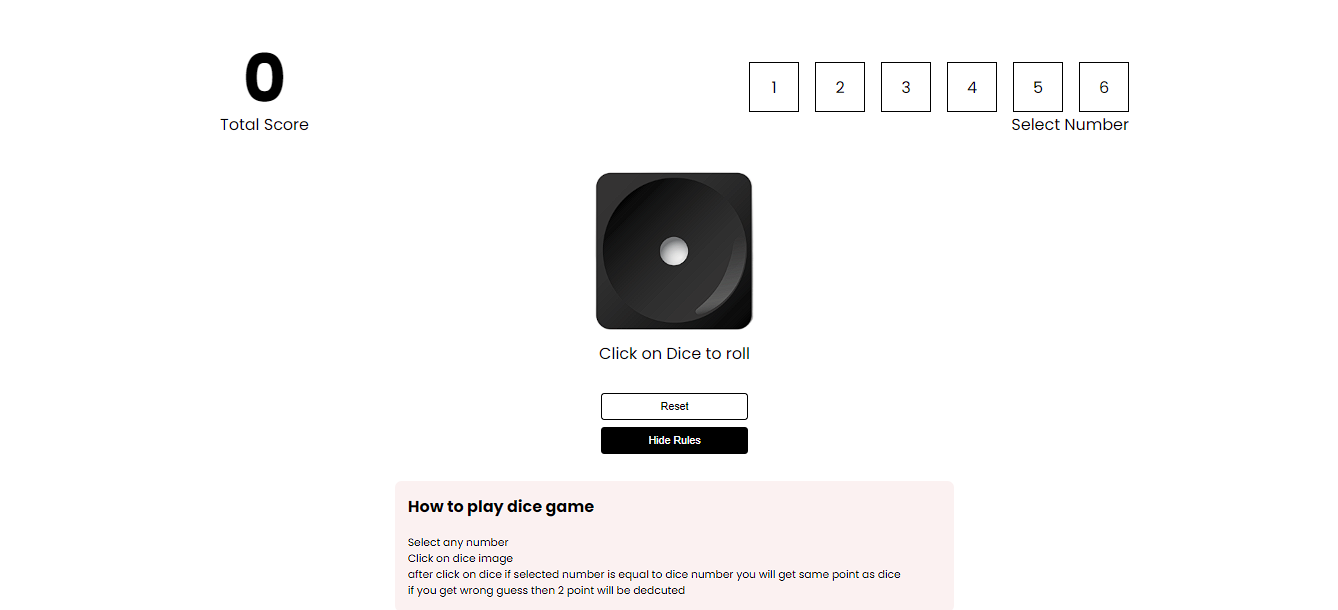 0
Total Score
1 2 3 4 5 6
Select Number
Click on Dice to roll
Reset
Hide Rules
How to play dice game
Select any number
Click on dice image
after click on dice if selected number is equal to dice number you will get same point as dice
if you get wrong guess then 2 point will be dedcuted